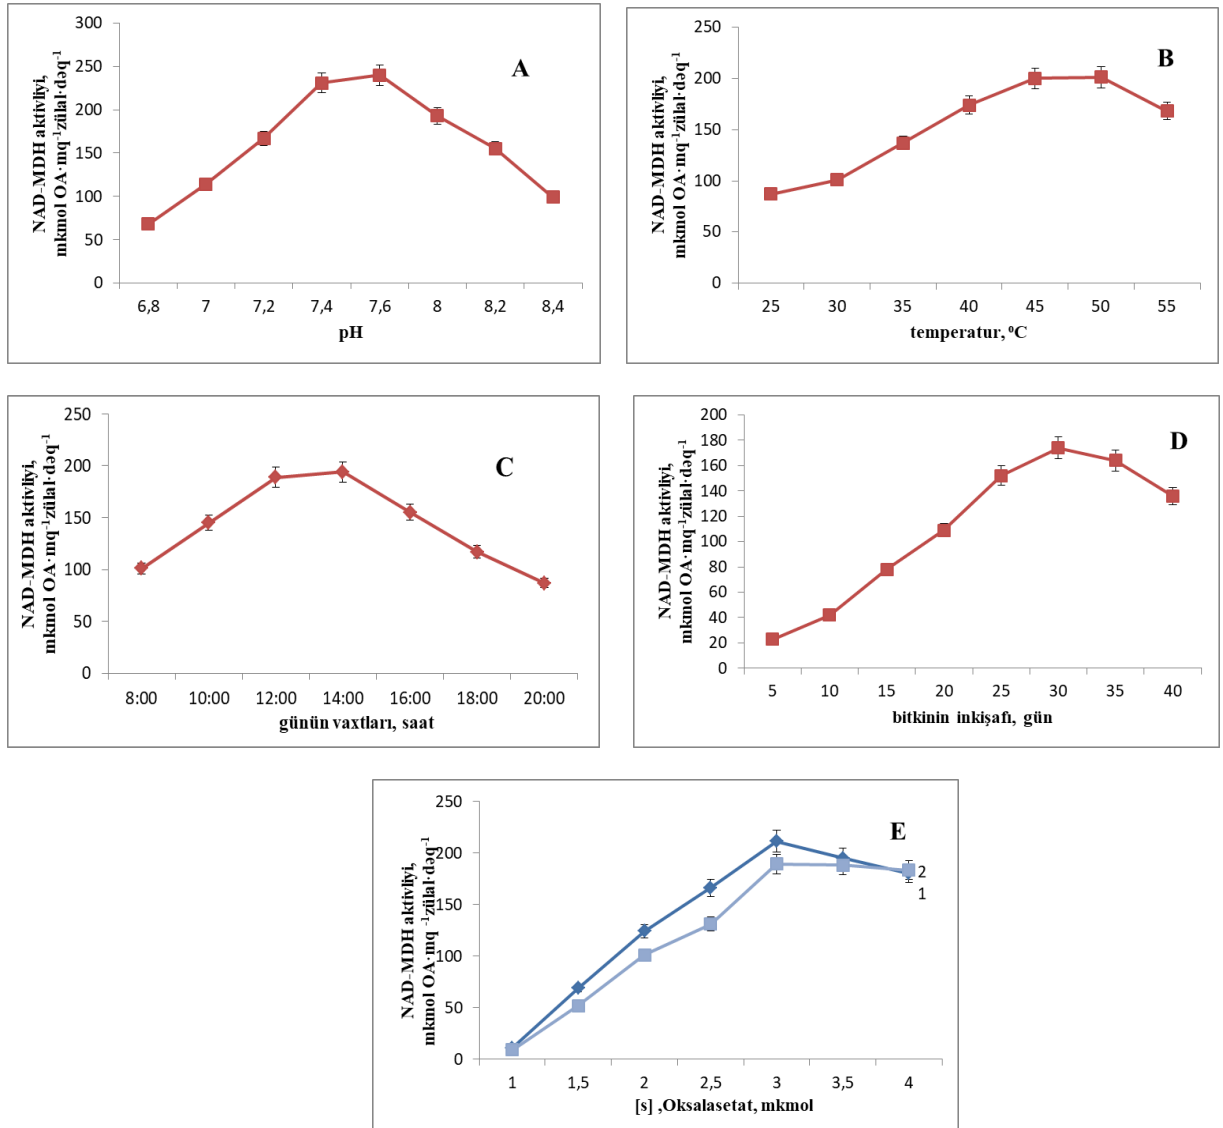 A
NAD-MDH aktivliyi,
mkmol OA·mq⁻¹zülal·dəq⁻¹
300
250
200
150
100
50
0
6,8 7 7,2 7,4 7,6 8 8,2 8,4
pH
B
NAD-MDH aktivliyi,
mkmol OA·mq⁻¹zülal·dəq⁻¹
250
200
150
100
50
0
25 30 35 40 45 50 55
temperatur, ⁰C
C
NAD-MDH aktivliyi,
mkmol OA·mq⁻¹zülal·dəq⁻¹
250
200
150
100
50
0
8:00 10:00 12:00 14:00 16:00 18:00 20:00
günün vaxtları, saat
D
NAD-MDH aktivliyi,
mkmol OA·mq⁻¹zülal·dəq⁻¹
200
180
160
140
120
100
80
60
40
20
0
5 10 15 20 25 30 35 40
bitkinin inkişafı, gün
E
NAD-MDH aktivliyi,
mkmol OA·mq ⁻¹zülal·dəq⁻¹
250
200
150
100
50
0
2
1
1 1,5 2 2,5 3 3,5 4
[s] ,Oksalasetat, mkmol